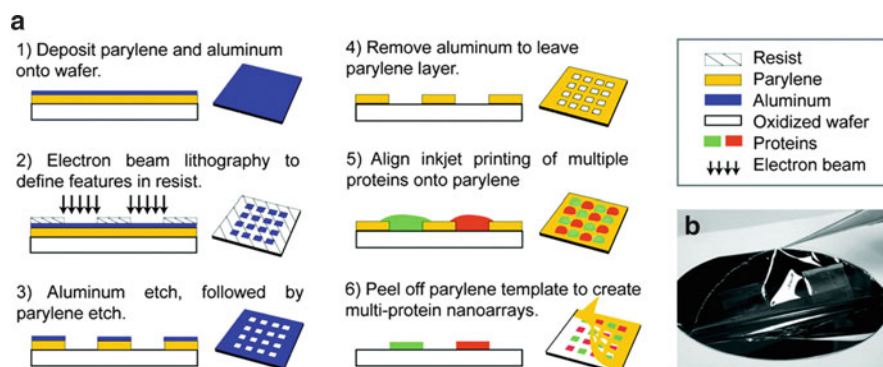 a
1) Deposit parylene and aluminum
onto wafer.
2) Electron beam lithography to
define features in resist.
3) Aluminum etch, followed by
parylene etch.
4) Remove aluminum to leave
parylene layer.
5) Align inkjet printing of multiple
proteins onto parylene
6) Peel off parylene template to create
multi-protein nanoarrays.
Resist
Parylene
Aluminum
Oxidized wafer
Proteins
Electron beam
b